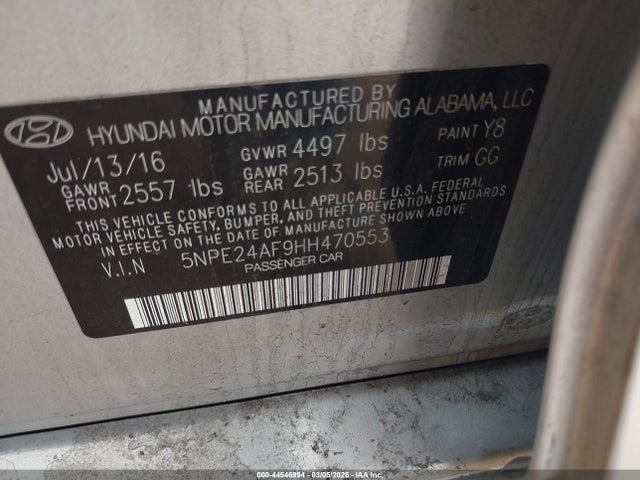 MANUFACTURED BY
HYUNDAI MOTOR MANUFACTURING ALABAMA, LLC
Jul/13/16 GVWR 4497 lbs PAINT Y8
GAWR FRONT 2557 lbs GAWR REAR 2513 lbs TRIM GG
THIS VEHICLE CONFORMS TO ALL APPLICABLE U.S.A. FEDERAL
MOTOR VEHICLE SAFETY, BUMPER, AND THEFT PREVENTION STANDARDS
IN EFFECT ON THE DATE OF MANUFACTURE SHOWN ABOVE.
V.I.N 5NPE24AF9HH470553
PASSENGER CAR
000-44546994 - 03/05/2026 - COPYRIGHT IAA, LLC